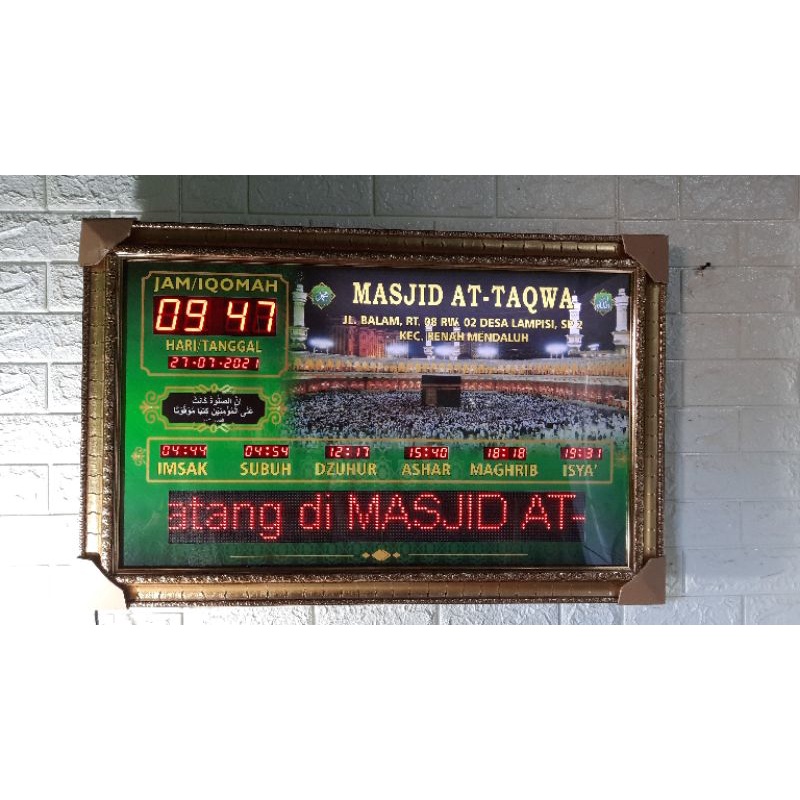 JAM/IQOMAH
09 47
HARI/TANGGAL
27-07-2021
MASJID AT-TAQWA
JL. BALAM, RT. 08 RW. 02 DESA LAMPISI, SP.2
KEC. RENAH MENDALUH
إن الصلوة كانت
على المؤمنين كتبا موقوتا
04:44 04:54 12:17 15:40 18:18 19:31
IMSAK SUBUH DZUHUR ASHAR MAGHRIB ISYA'
atang di MASJID AT-